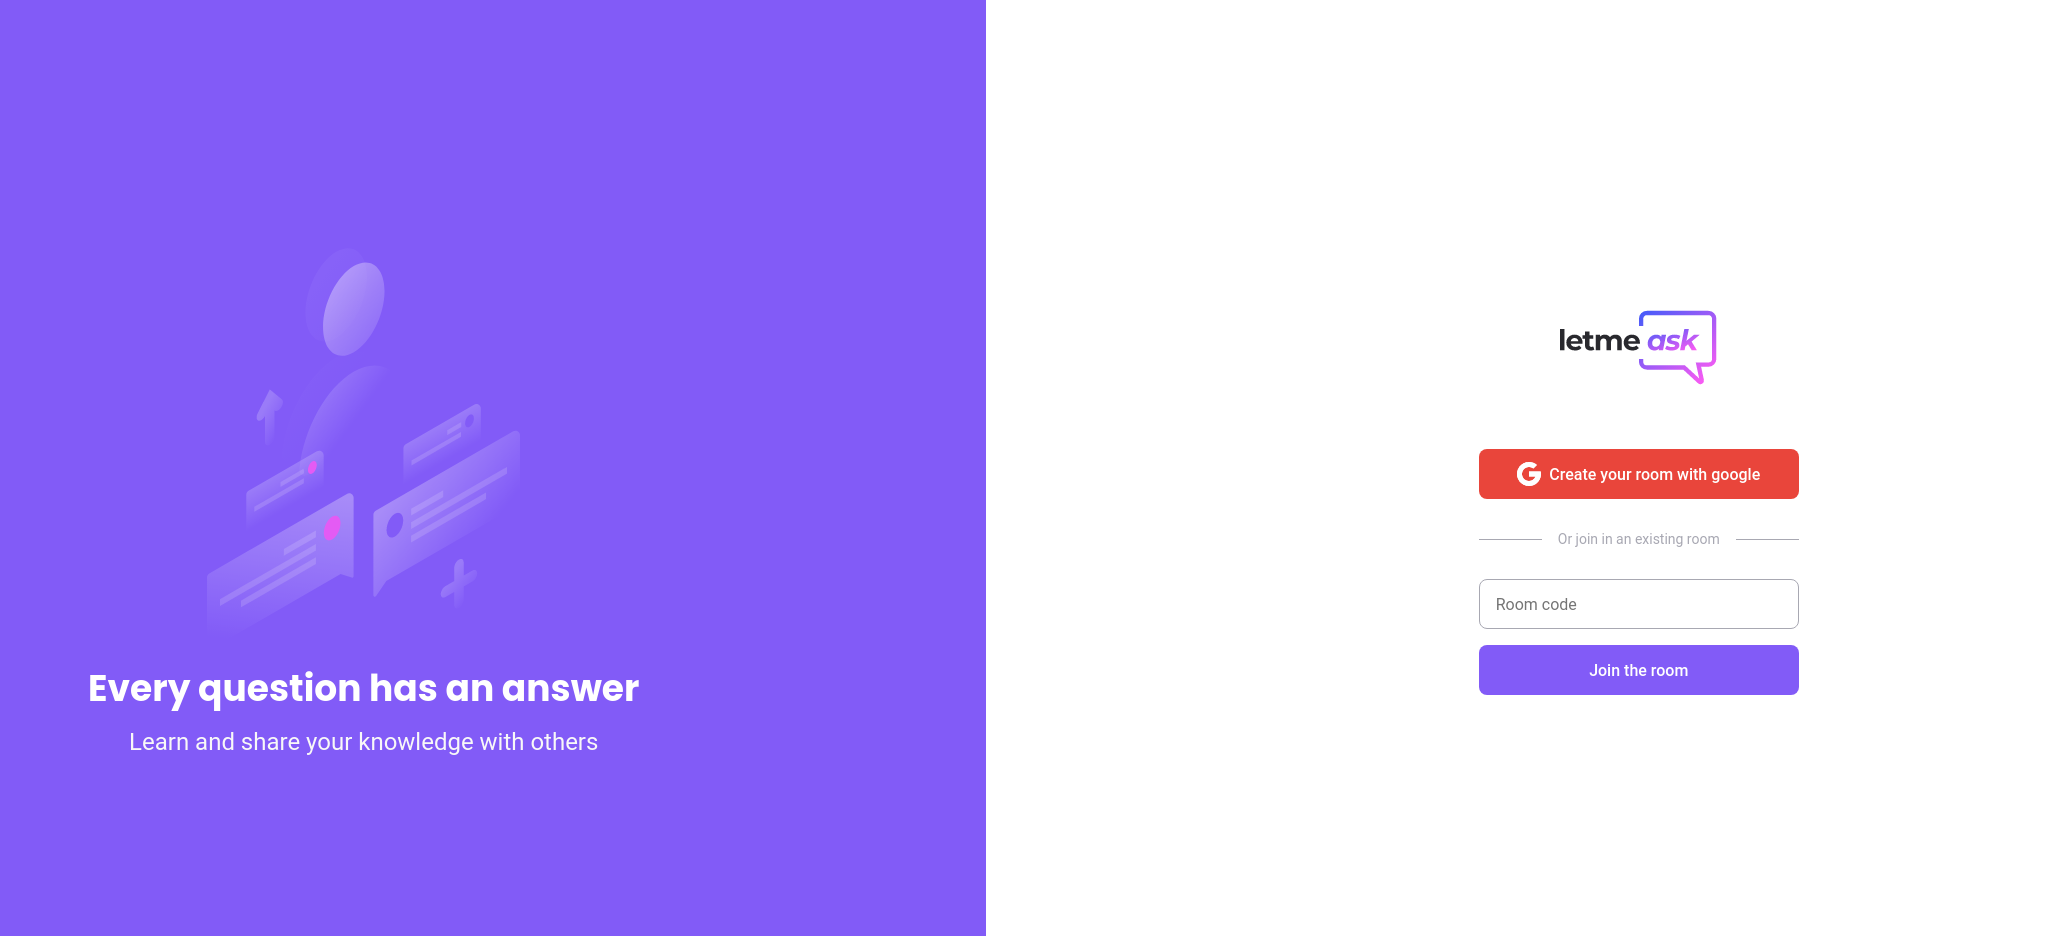 Every question has an answer
Learn and share your knowledge with others
letme ask
Create your room with google
Or join in an existing room
Room code
Join the room